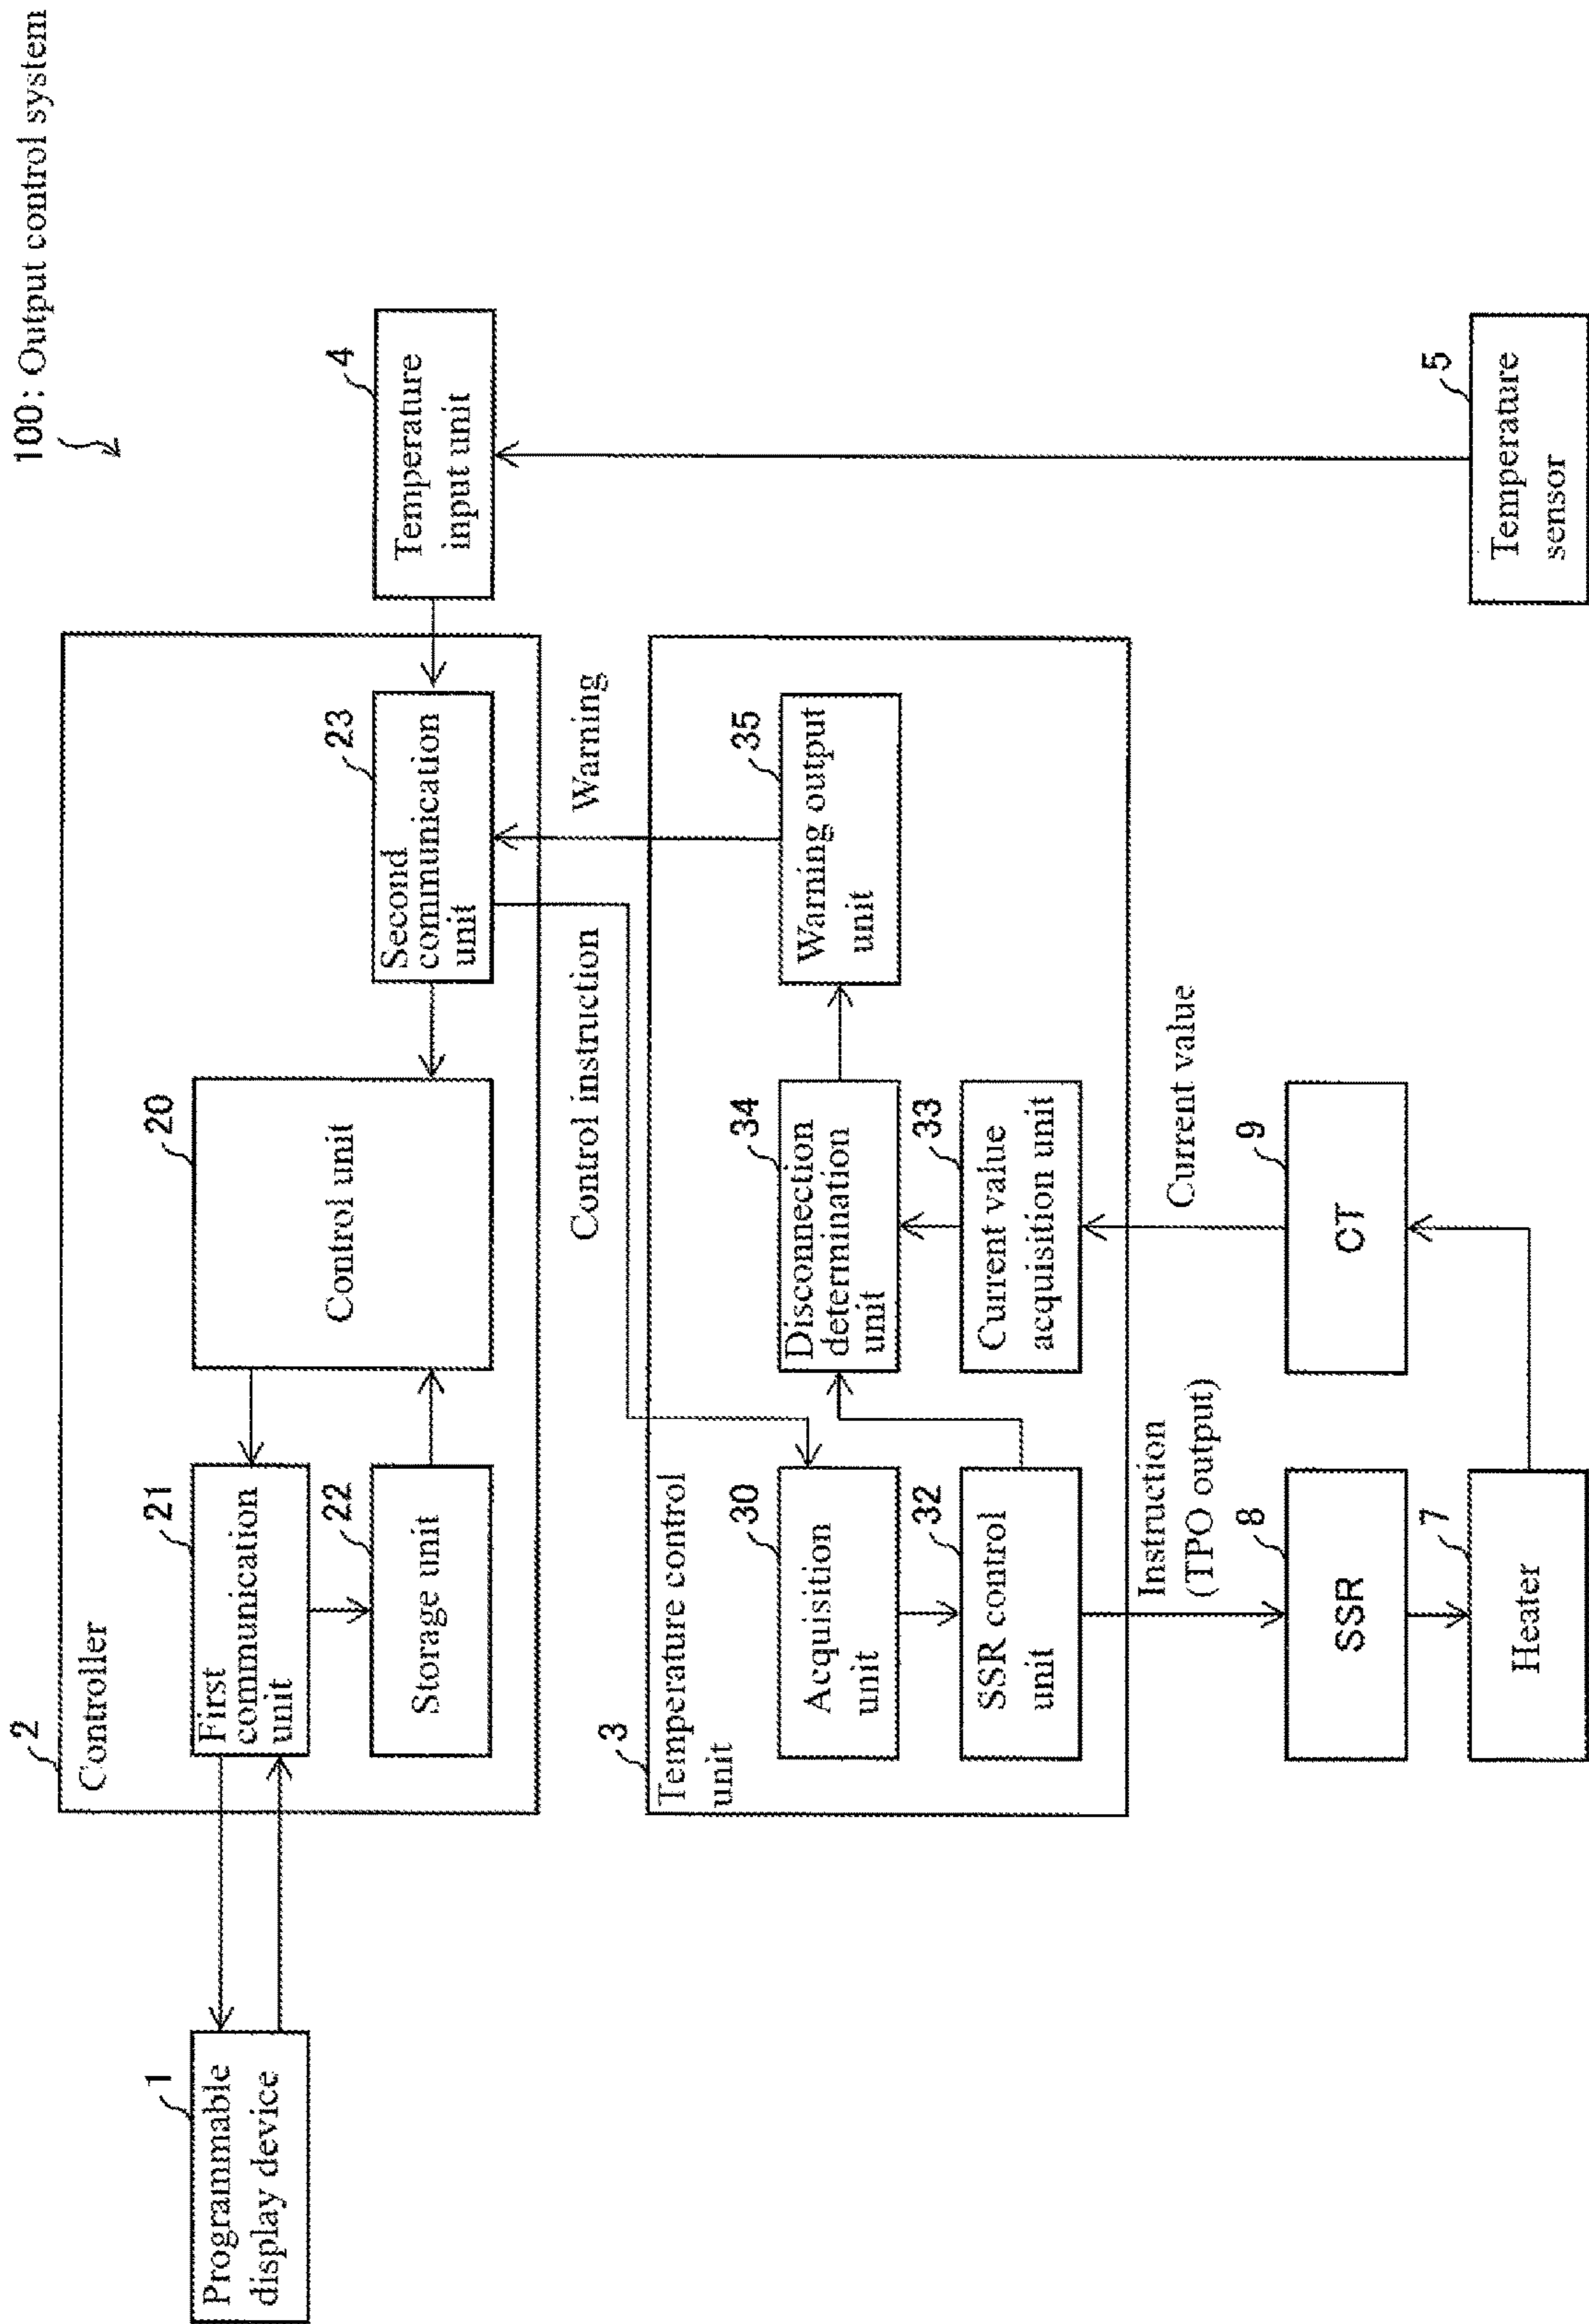 100: Output control system
1
Programmable
display device
2
Controller
21
First
communication
unit
22
Storage unit
20
Control unit
23
Second
communication
unit
4
Temperature
input unit
Control instruction
Warning
3
Temperature control
unit
30
Acquisition
unit
32
SSR control
unit
34
Disconnection
determination
unit
33
Current value
acquisition unit
35
Warning output
unit
Instruction
(TPO output)
Current value
8
SSR
7
Heater
9
CT
5
Temperature
sensor